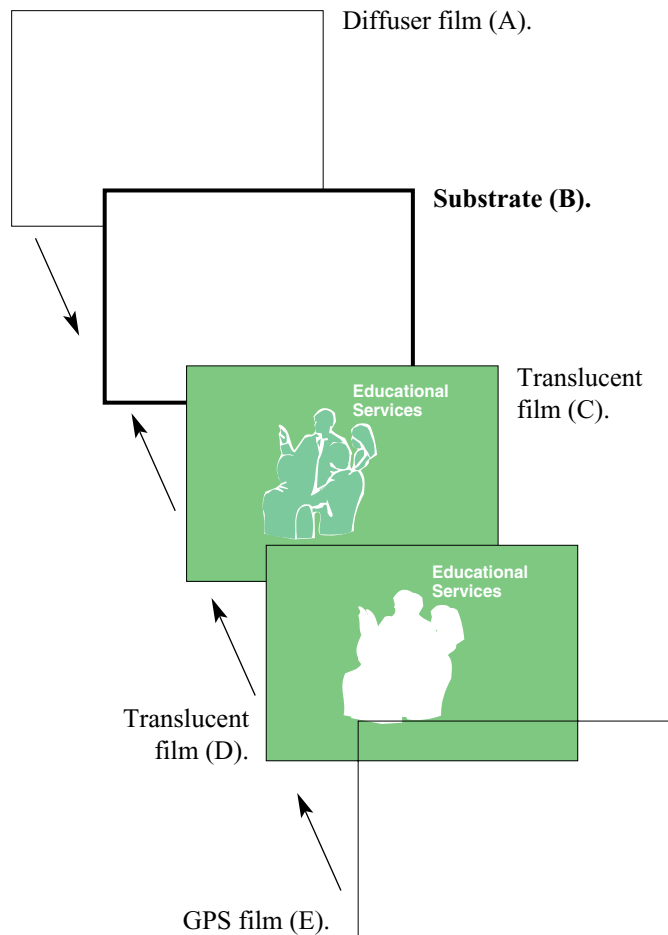 Diffuser film (A).
Substrate (B).
Translucent
film (C).
Educational
Services
Educational
Services
Translucent
film (D).
GPS film (E).